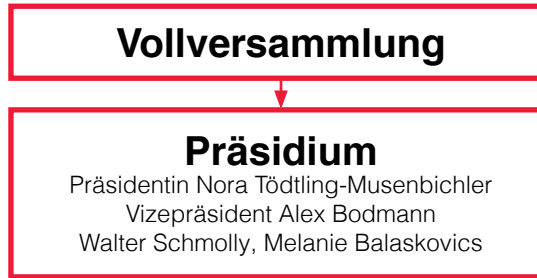 Vollversammlung
Präsidium
Präsidentin Nora Tödtling-Musenbichler
Vizepräsident Alex Bodmann
Walter Schmolly, Melanie Balaskovics